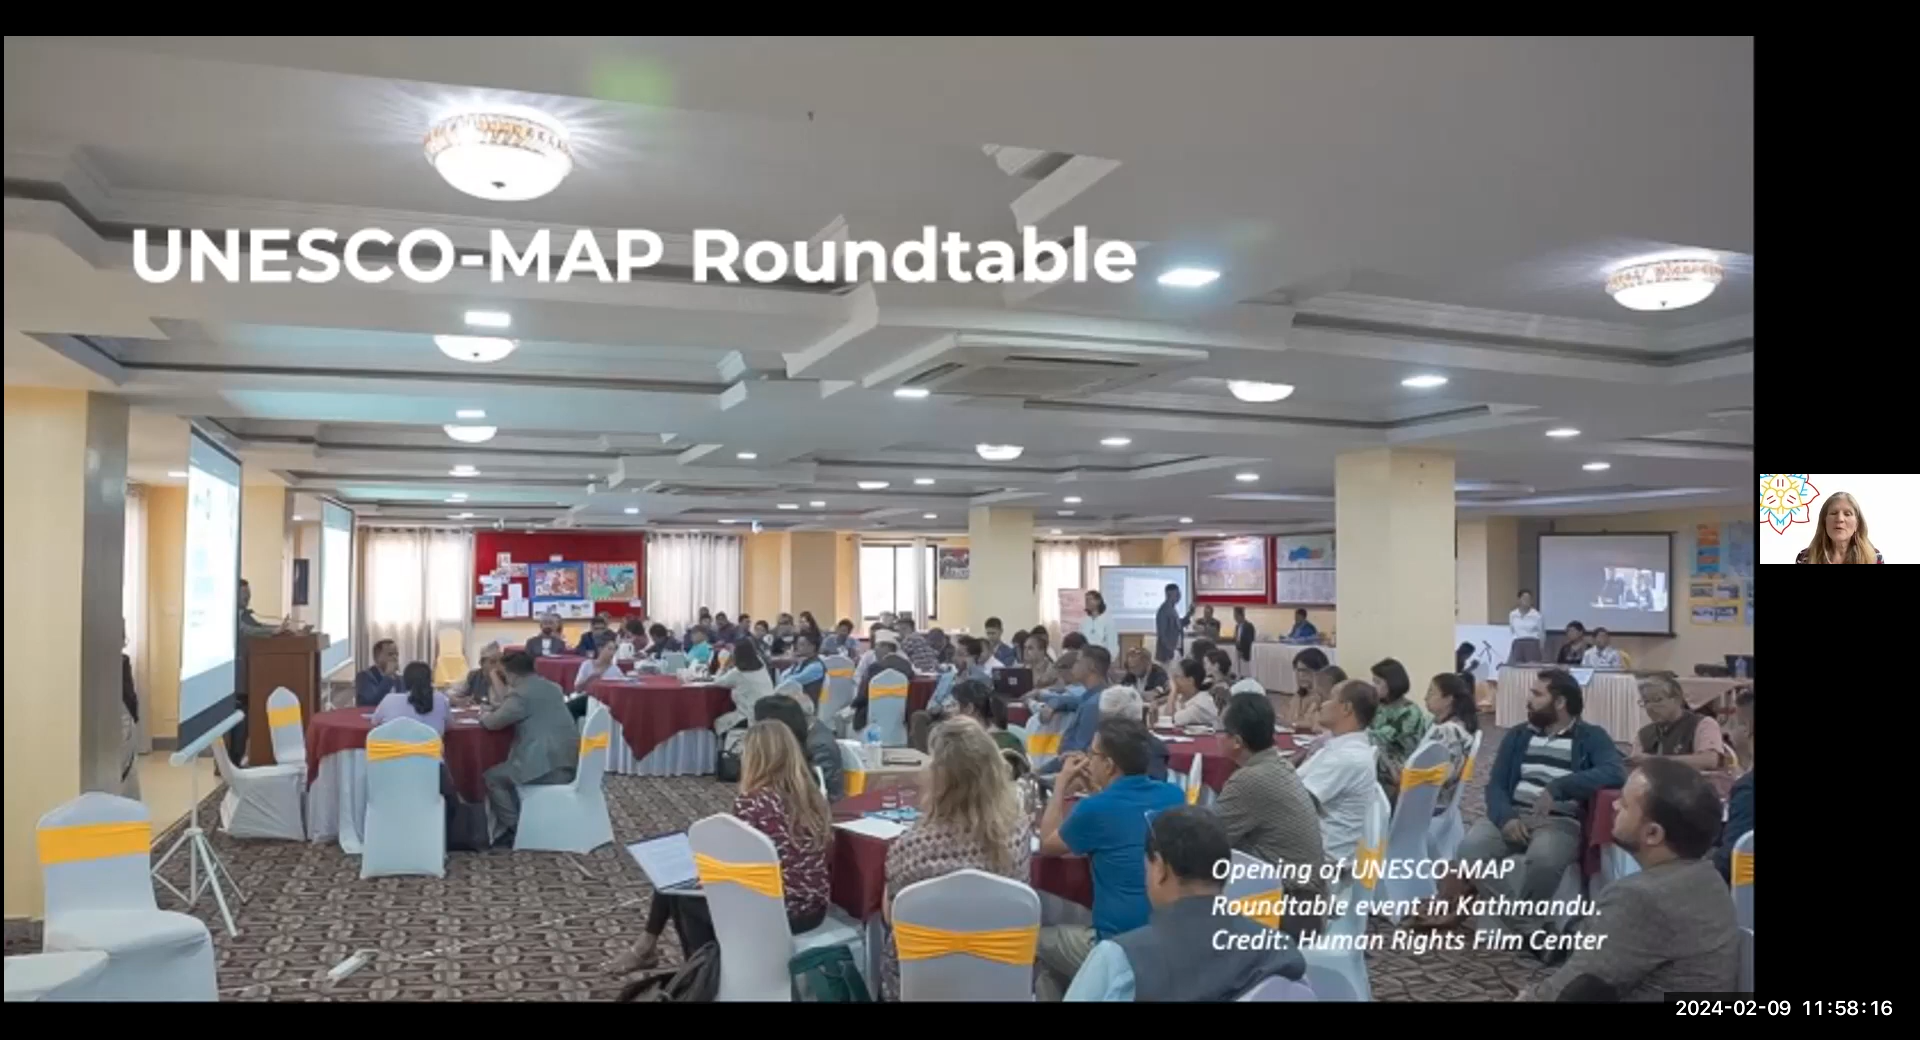 UNESCO-MAP Roundtable
Opening of UNESCO-MAP
Roundtable event in Kathmandu.
Credit: Human Rights Film Center
2024-02-09 11:58:16